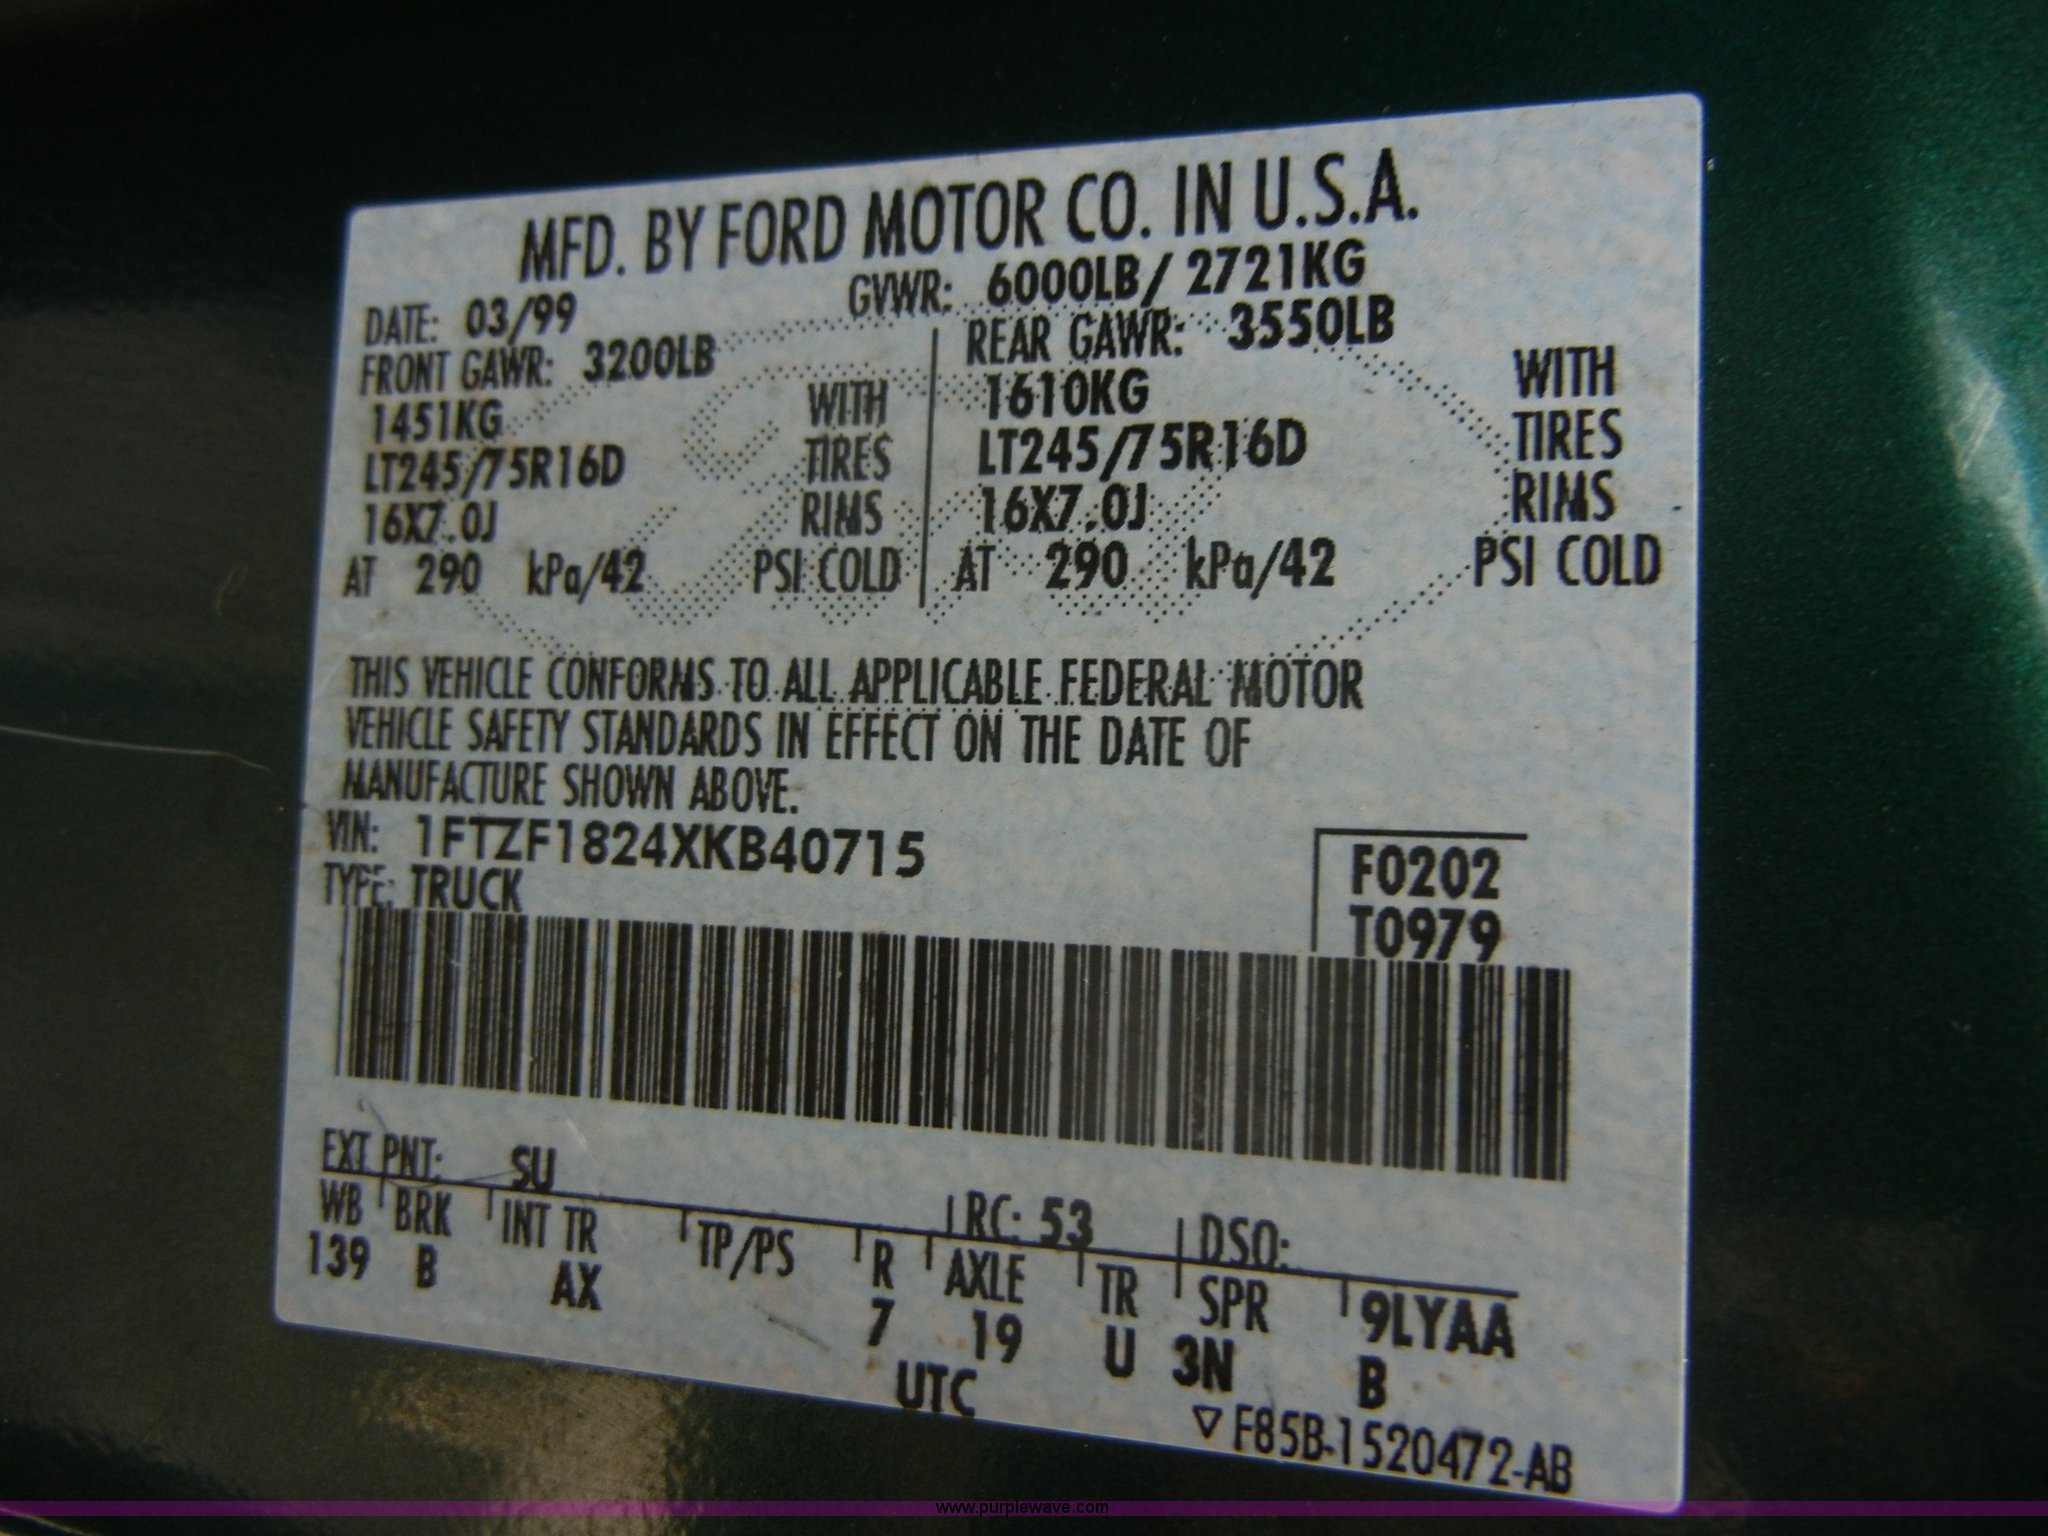 MFD. BY FORD MOTOR CO. IN U.S.A.
DATE: 03/99 GVWR: 6000LB/ 2721KG
FRONT GAWR: 3200LB REAR GAWR: 3550LB
1451KG WITH 1610KG WITH
LT245/75R16D TIRES LT245/75R16D TIRES
16X7.0J RIMS 16X7.0J RIMS
AT 290 kPa/42 PSI COLD AT 290 kPa/42 PSI COLD
THIS VEHICLE CONFORMS TO ALL APPLICABLE FEDERAL MOTOR
VEHICLE SAFETY STANDARDS IN EFFECT ON THE DATE OF
MANUFACTURE SHOWN ABOVE.
VIN: 1FTZF1824XKB40715
TYPE: TRUCK
F0202
T0979
EXT PNT: SU RC: 53 DSO:
WB BRK INT TR TP/PS R AXLE TR SPR 9LYAA
139 B AX 7 19 U 3N B
UTC
▽ F85B-1520472-AB
www.purplewave.com